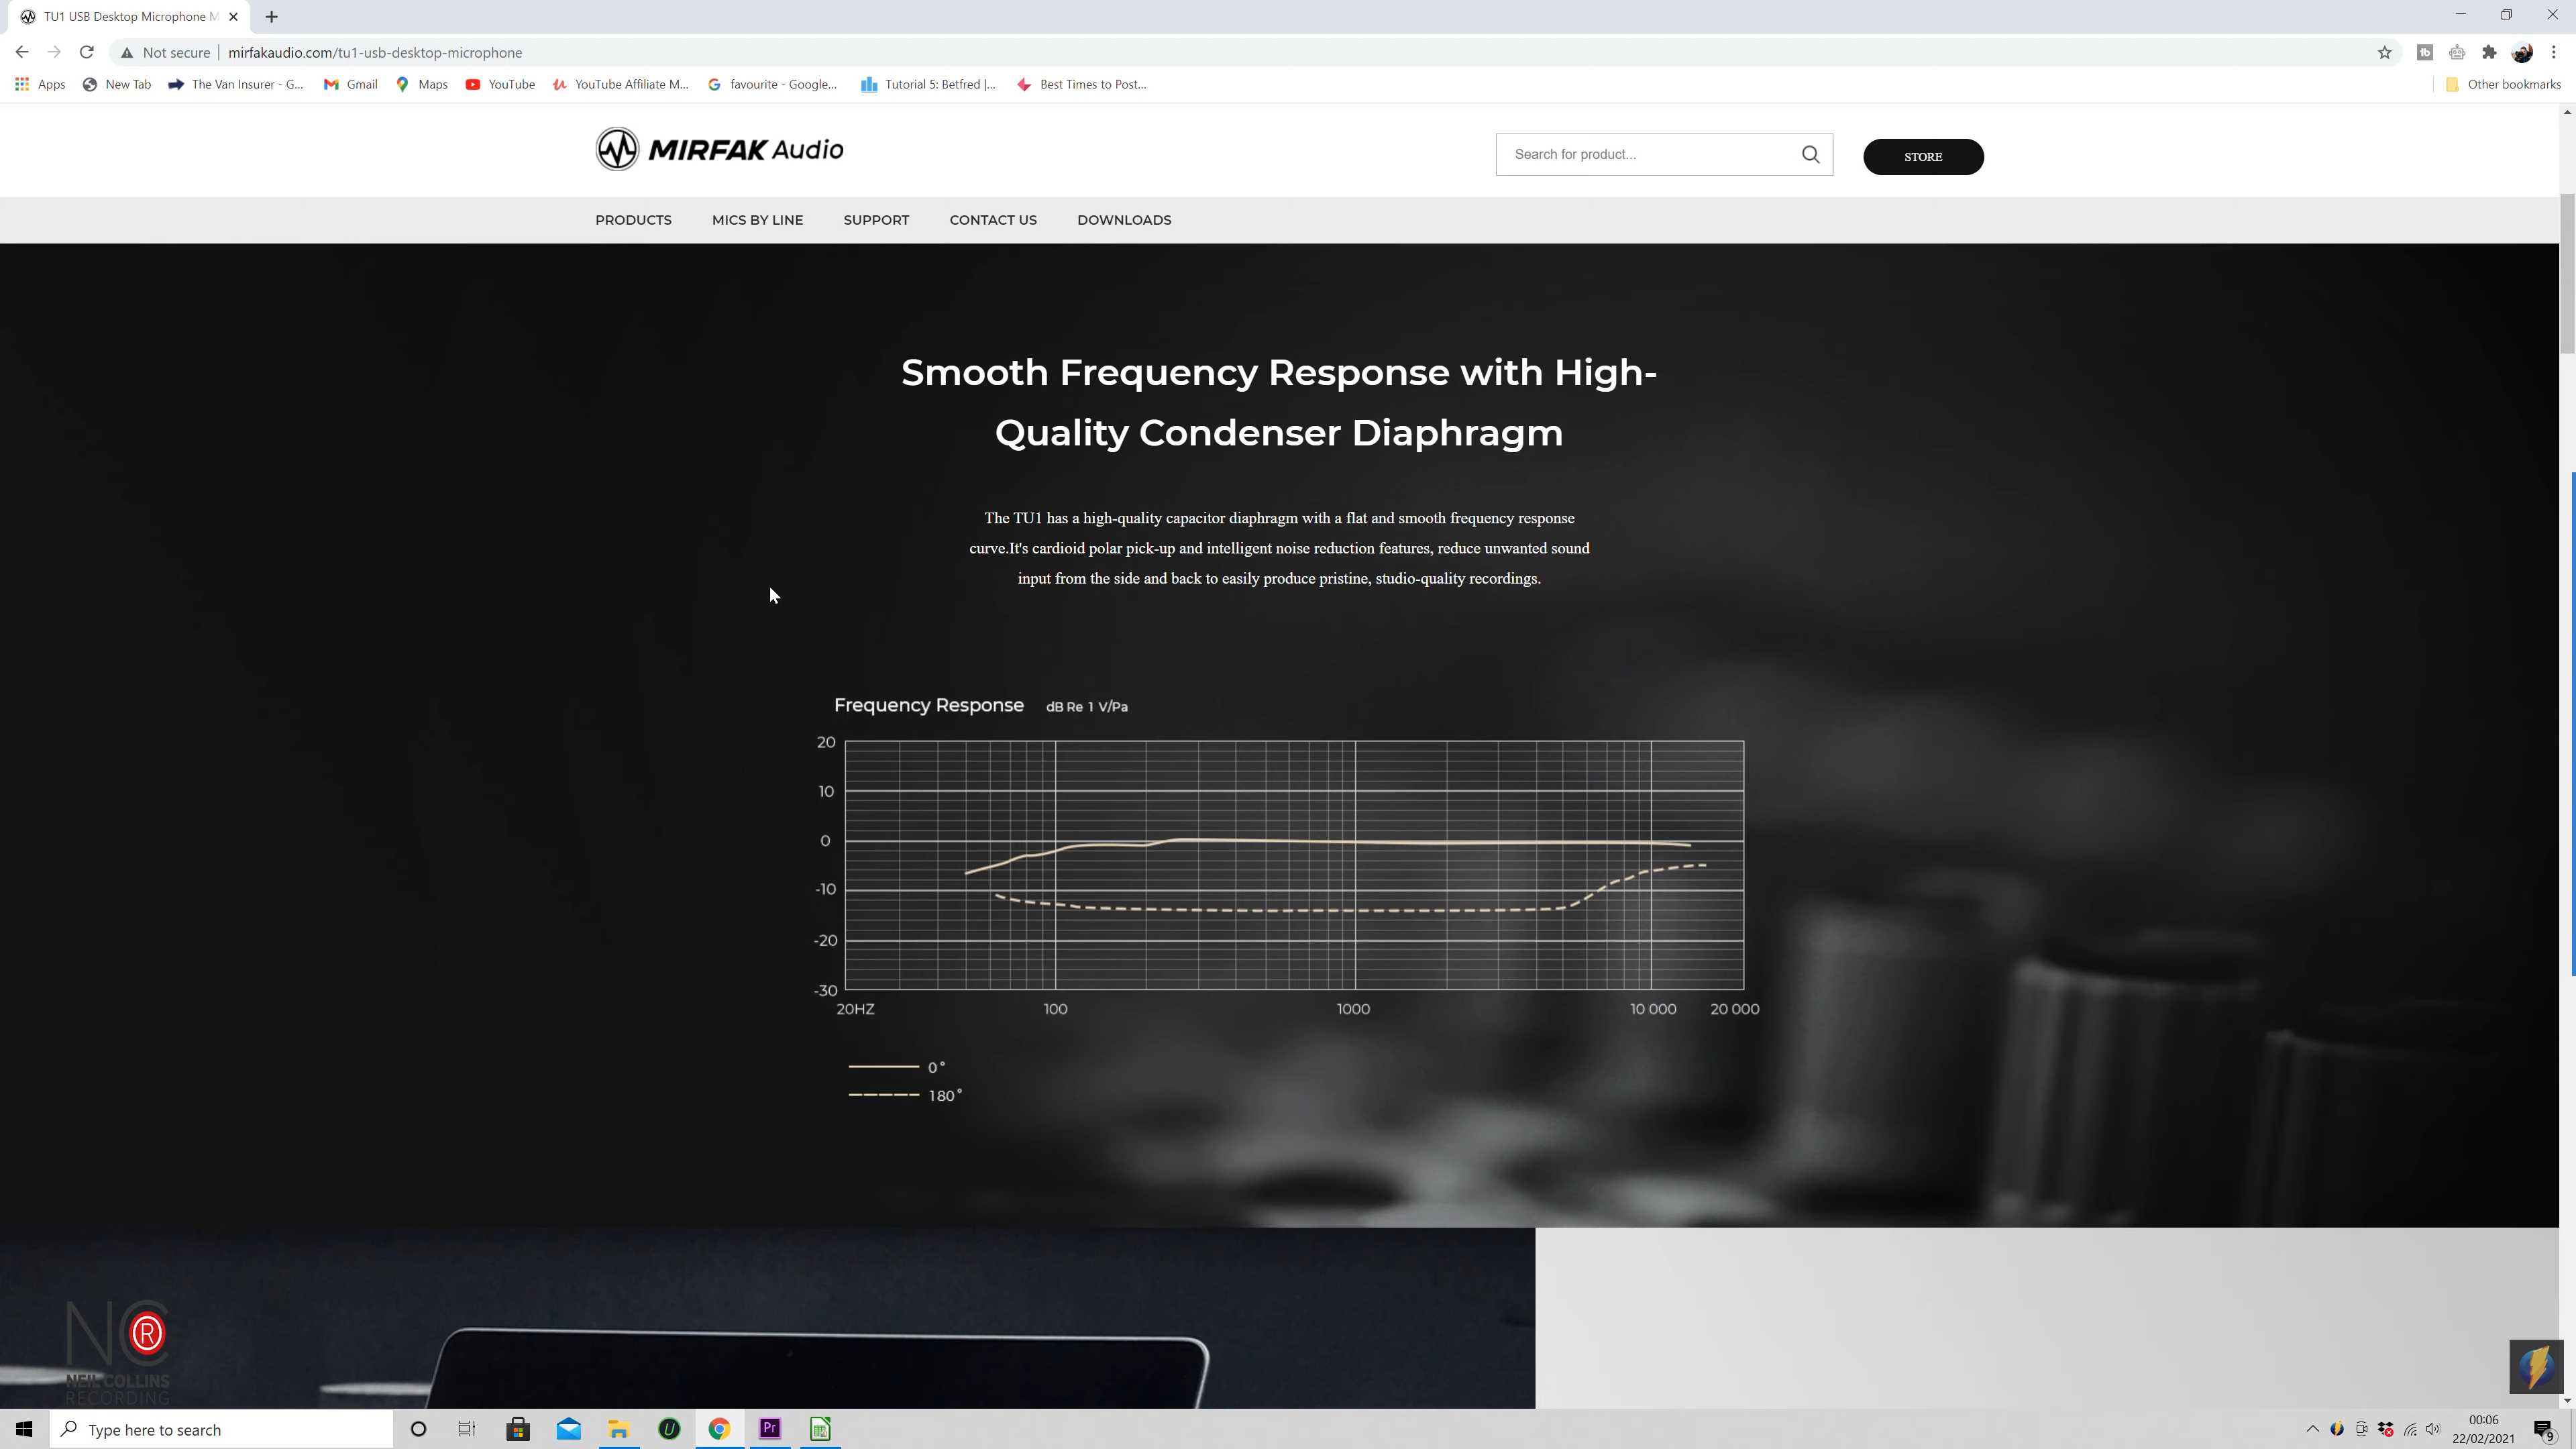 TU1 USB Desktop Microphone M
Not secure
mirfakaudio.com/tu1-usb-desktop-microphone
Apps
New Tab
The Van Insurer - G...
Gmail
Maps
YouTube
YouTube Affiliate M...
favourite - Google...
Tutorial 5: Betfred |...
Best Times to Post...
Other bookmarks
MIRFAK Audio
Search for product...
STORE
PRODUCTS
MICS BY LINE
SUPPORT
CONTACT US
DOWNLOADS
Smooth Frequency Response with High-
Quality Condenser Diaphragm
The TU1 has a high-quality capacitor diaphragm with a flat and smooth frequency response
curve.It's cardioid polar pick-up and intelligent noise reduction features, reduce unwanted sound
input from the side and back to easily produce pristine, studio-quality recordings.
Frequency Response dB Re 1 V/Pa
20
10
0
-10
-20
-30
20HZ 100 1000 10 000 20 000
0°
180°
NC R
NEIL COLLINS
RECORDING
Type here to search
Pr
00:06
22/02/2021
9